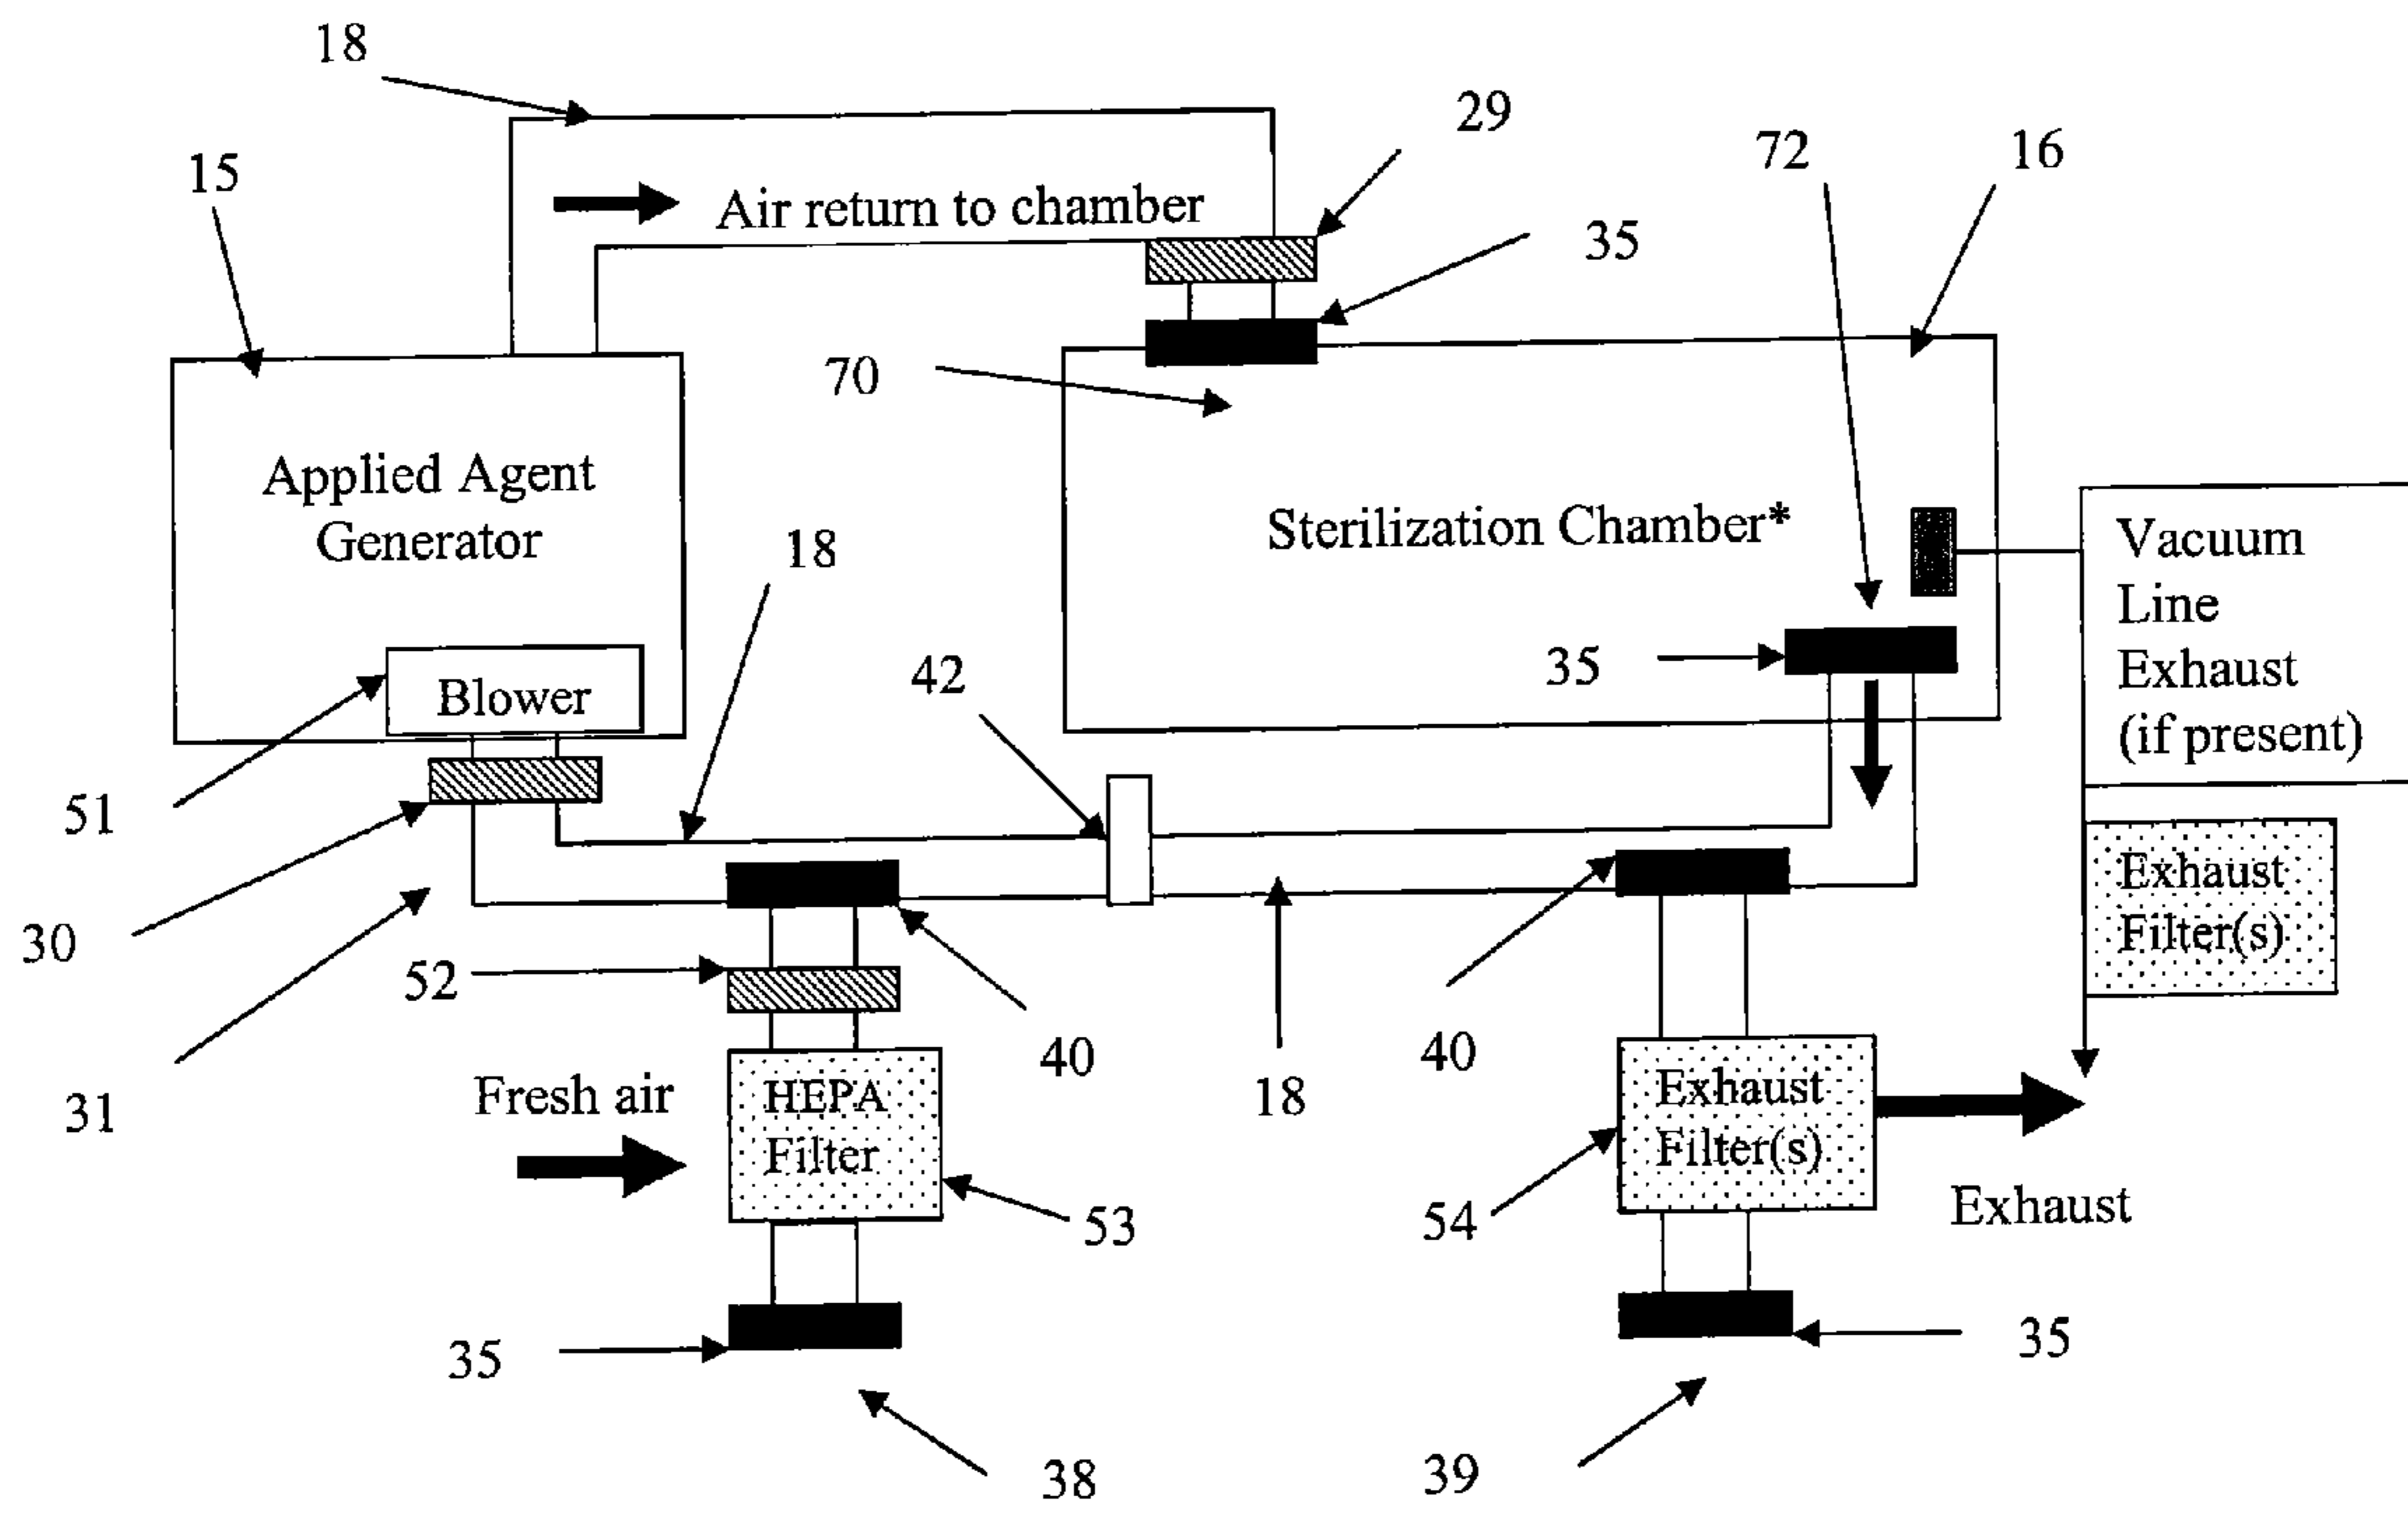 18
29
72
16
15
Air return to chamber
35
70
Applied Agent
Generator
Sterilization Chamber*
Vacuum
Line
Exhaust
(if present)
18
35
42
Blower
51
30
Exhaust
Filter(s)
52
40
40
31
Fresh air
HEPA
Filter
18
Exhaust
Filter(s)
54
53
Exhaust
35
35
38
39